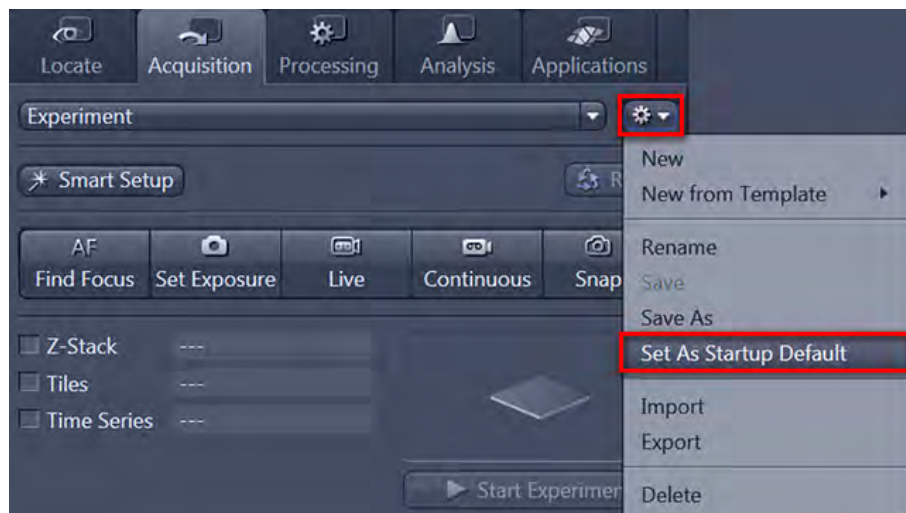 Locate Acquisition Processing Analysis Applications
Experiment
New
Smart Setup
New from Template
AF
Rename
Find Focus Set Exposure Live Continuous Snap
Save
Save As
Z-Stack ---
Set As Startup Default
Tiles ---
Time Series ---
Import
Export
Start
Delete